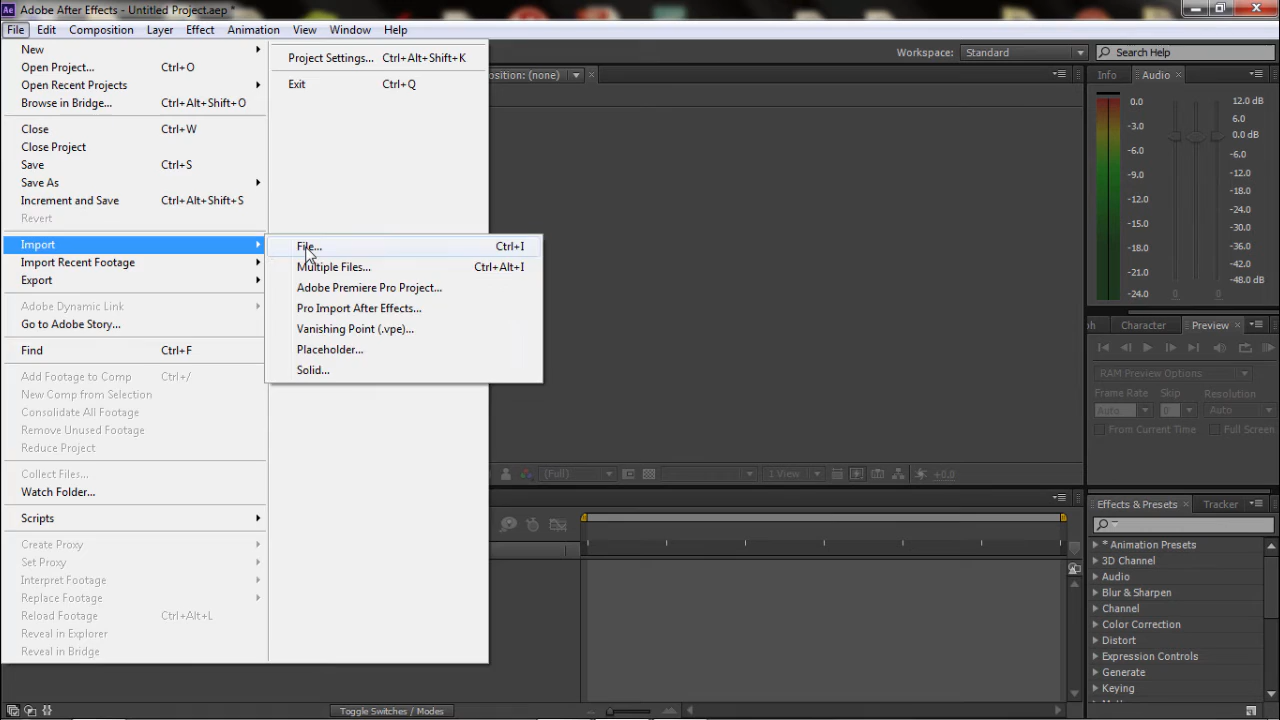 Ae Adobe After Effects - Untitled Project.aep *
File Edit Composition Layer Effect Animation View Window Help
New
Open Project... Ctrl+O
Open Recent Projects
Browse in Bridge... Ctrl+Alt+Shift+O
Close Ctrl+W
Close Project
Save Ctrl+S
Save As
Increment and Save Ctrl+Alt+Shift+S
Revert
Import
Import Recent Footage
Export
Adobe Dynamic Link
Go to Adobe Story...
Find Ctrl+F
Add Footage to Comp Ctrl+/
New Comp from Selection
Consolidate All Footage
Remove Unused Footage
Reduce Project
Collect Files...
Watch Folder...
Scripts
Create Proxy
Set Proxy
Interpret Footage
Replace Footage
Reload Footage Ctrl+Alt+L
Reveal in Explorer
Reveal in Bridge
Project Settings... Ctrl+Alt+Shift+K
Exit Ctrl+Q
File... Ctrl+I
Multiple Files... Ctrl+Alt+I
Adobe Premiere Pro Project...
Pro Import After Effects...
Vanishing Point (.vpe)...
Placeholder...
Solid...
Workspace: Standard
Search Help
position: (none)
Info Audio
0.0 12.0 dB
-3.0 6.0
-6.0 0.0 dB
-9.0 -6.0
-12.0 -12.0
-15.0 -18.0
-18.0 -24.0
-21.0 -30.0
-24.0 -36.0
0 0 -42.0
-48.0 dB
ph Character Preview
RAM Preview Options
Frame Rate Skip Resolution
Auto 0 Auto
From Current Time Full Screen
(Full) 1 View +0.0
Effects & Presets Tracker
* Animation Presets
3D Channel
Audio
Blur & Sharpen
Channel
Color Correction
Distort
Expression Controls
Generate
Keying
Toggle Switches / Modes